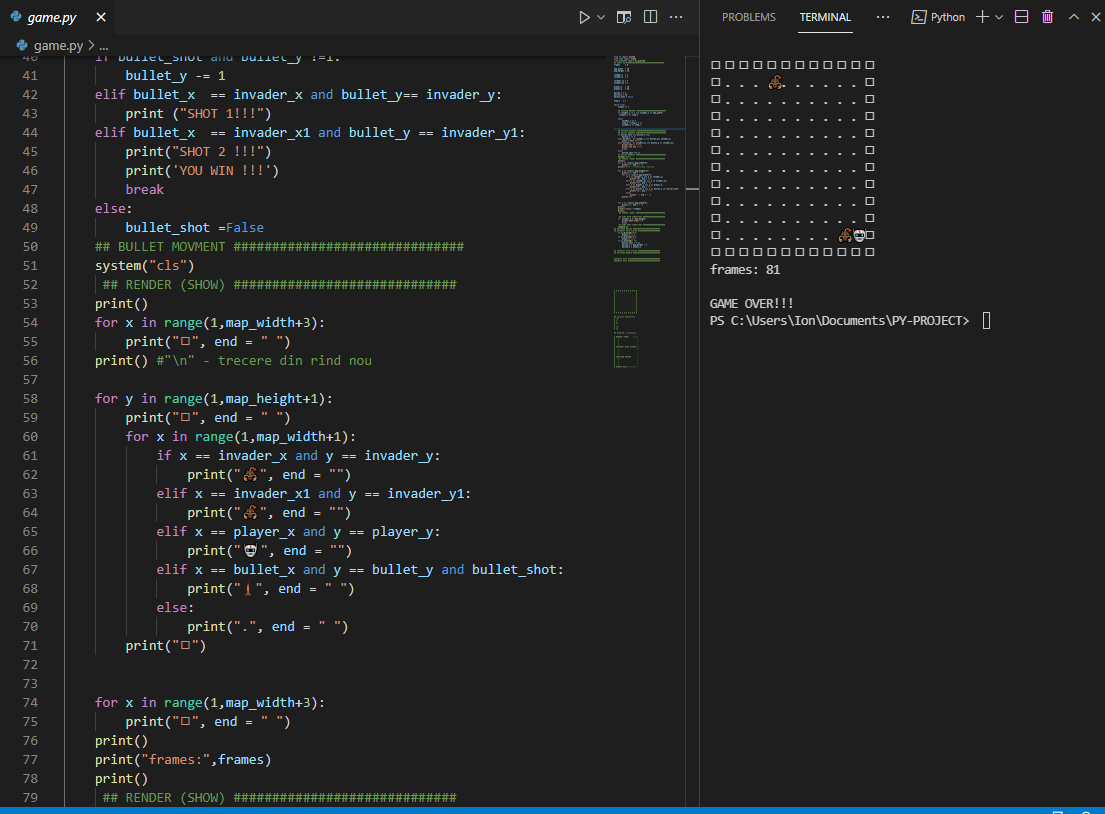 game.py
PROBLEMS TERMINAL ... Python
game.py > ...
40 if bullet_shot and bullet_y !=1:
41 bullet_y -= 1
42 elif bullet_x  == invader_x and bullet_y== invader_y:
43 print ("SHOT 1!!!")
44 elif bullet_x  == invader_x1 and bullet_y == invader_y1:
45 print("SHOT 2 !!!")
46 print('YOU WIN !!!')
47 break
48 else:
49 bullet_shot =False
50 ## BULLET MOVMENT ##############################
51 system("cls")
52 ## RENDER (SHOW) #############################
53 print()
54 for x in range(1,map_width+3):
55 print("□", end = " ")
56 print() #"\n" - trecere din rind nou
57
58 for y in range(1,map_height+1):
59 print("□", end = " ")
60 for x in range(1,map_width+1):
61 if x == invader_x and y == invader_y:
62 print("", end = "")
63 elif x == invader_x1 and y == invader_y1:
64 print("", end = "")
65 elif x == player_x and y == player_y:
66 print("", end = "")
67 elif x == bullet_x and y == bullet_y and bullet_shot:
68 print("", end = " ")
69 else:
70 print(".", end = " ")
71 print("□")
72
73
74 for x in range(1,map_width+3):
75 print("□", end = " ")
76 print()
77 print("frames:",frames)
78 print()
79 ## RENDER (SHOW) #############################
□ □ □ □ □ □ □ □ □ □ □ □
□ . . . . . . . . . □
□ . . . . . . . . . . □
□ . . . . . . . . . . □
□ . . . . . . . . . . □
□ . . . . . . . . . . □
□ . . . . . . . . . . □
□ . . . . . . . . . . □
□ . . . . . . . . . . □
□ . . . . . . . . . . □
□ . . . . . . . . □
□ □ □ □ □ □ □ □ □ □ □ □
frames: 81
GAME OVER!!!
PS C:\Users\Ion\Documents\PY-PROJECT>